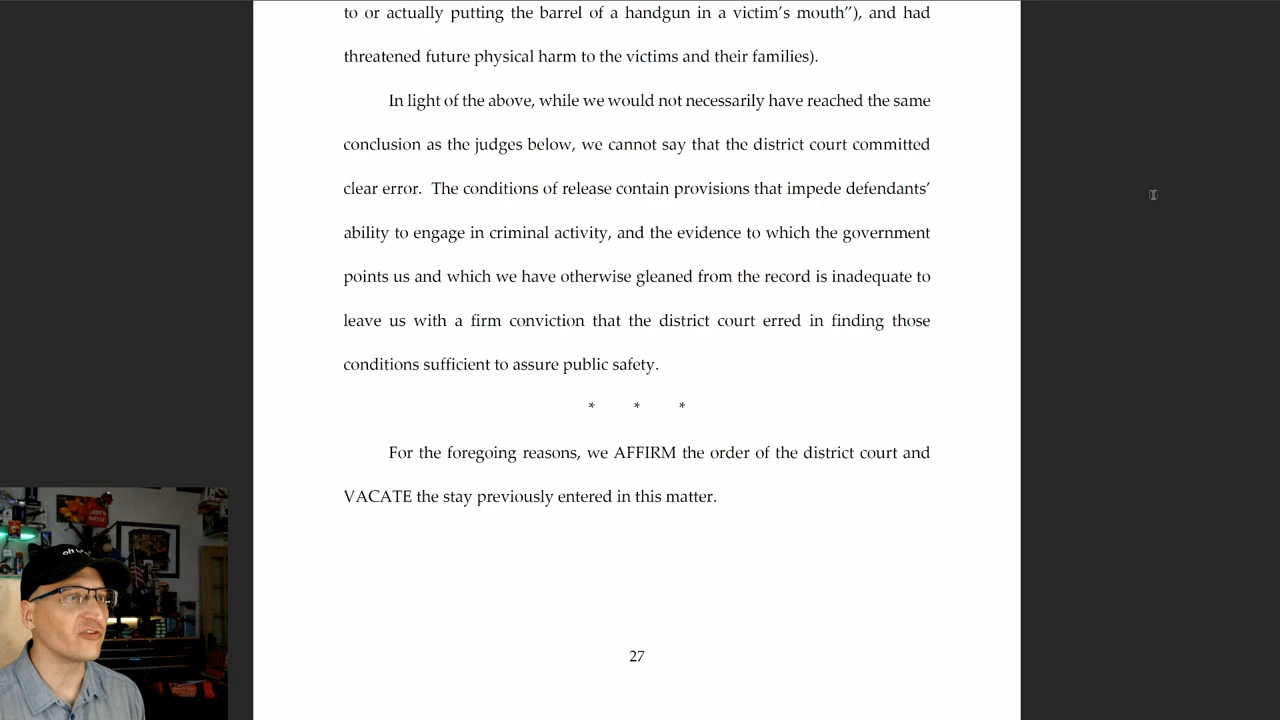 to or actually putting the barrel of a handgun in a victim's mouth”), and had
threatened future physical harm to the victims and their families).
In light of the above, while we would not necessarily have reached the same
conclusion as the judges below, we cannot say that the district court committed
clear error.  The conditions of release contain provisions that impede defendants’
ability to engage in criminal activity, and the evidence to which the government
points us and which we have otherwise gleaned from the record is inadequate to
leave us with a firm conviction that the district court erred in finding those
conditions sufficient to assure public safety.
* * *
For the foregoing reasons, we AFFIRM the order of the district court and
VACATE the stay previously entered in this matter.
27